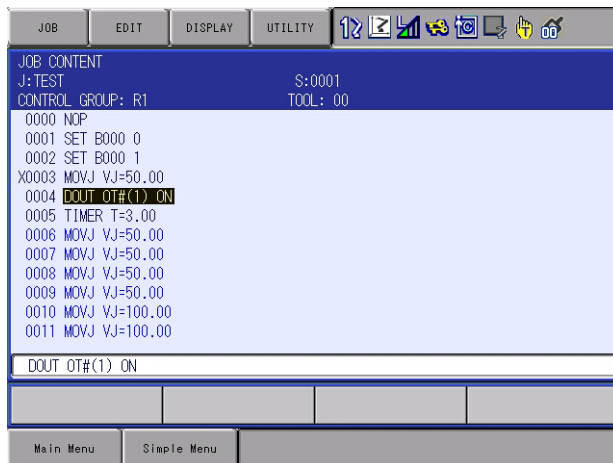 JOB EDIT DISPLAY UTILITY
JOB CONTENT
J:TEST S:0001
CONTROL GROUP: R1 TOOL: 00
0000 NOP
0001 SET B000 0
0002 SET B000 1
X0003 MOVJ VJ=50.00
0004 DOUT OT#(1) ON
0005 TIMER T=3.00
0006 MOVJ VJ=50.00
0007 MOVJ VJ=50.00
0008 MOVJ VJ=50.00
0009 MOVJ VJ=50.00
0010 MOVJ VJ=100.00
0011 MOVJ VJ=100.00
DOUT OT#(1) ON
Main Menu Simple Menu